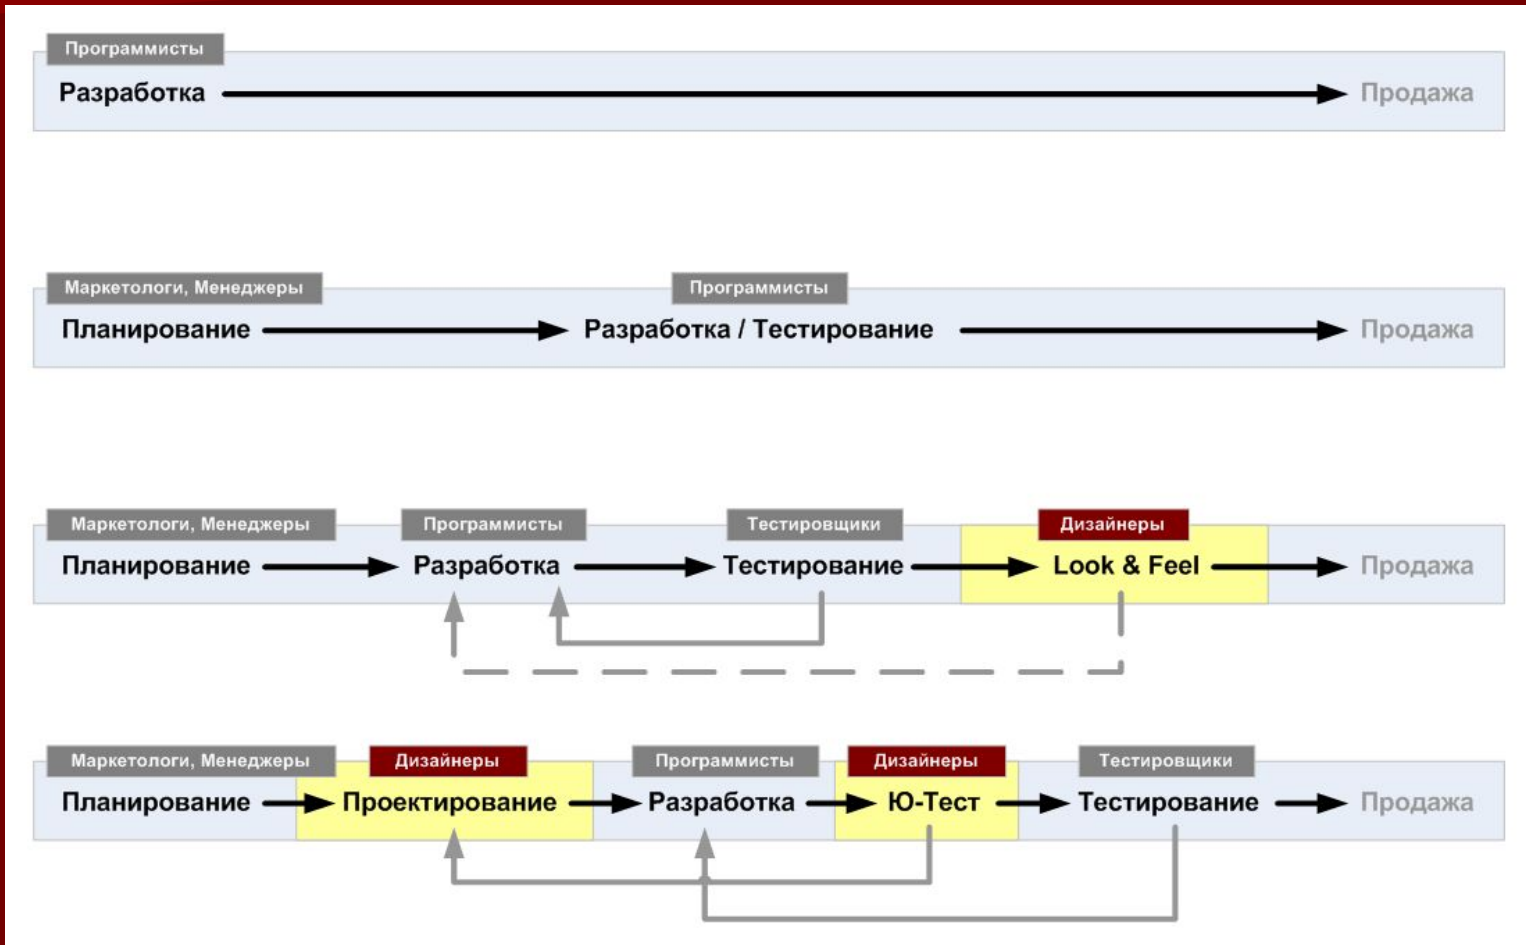 Программисты
Разработка Продажа
Маркетологи, Менеджеры Программисты
Планирование Разработка / Тестирование Продажа
Маркетологи, Менеджеры Программисты Тестировщики Дизайнеры
Планирование Разработка Тестирование Look & Feel Продажа
Маркетологи, Менеджеры Дизайнеры Программисты Дизайнеры Тестировщики
Планирование Проектирование Разработка Ю-Тест Тестирование Продажа